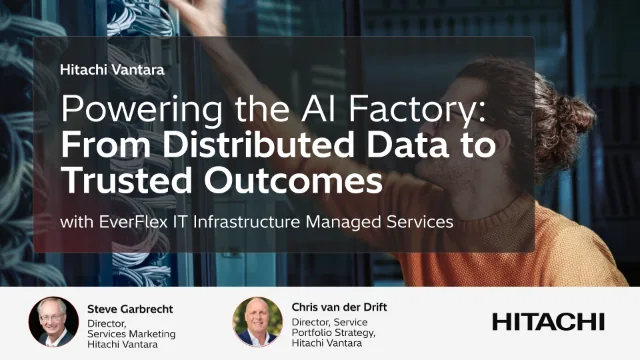 Hitachi Vantara
Powering the AI Factory:
From Distributed Data to
Trusted Outcomes
with EverFlex IT Infrastructure Managed Services
Steve Garbrecht
Director,
Services Marketing
Hitachi Vantara
Chris van der Drift
Director, Service
Portfolio Strategy,
Hitachi Vantara
HITACHI